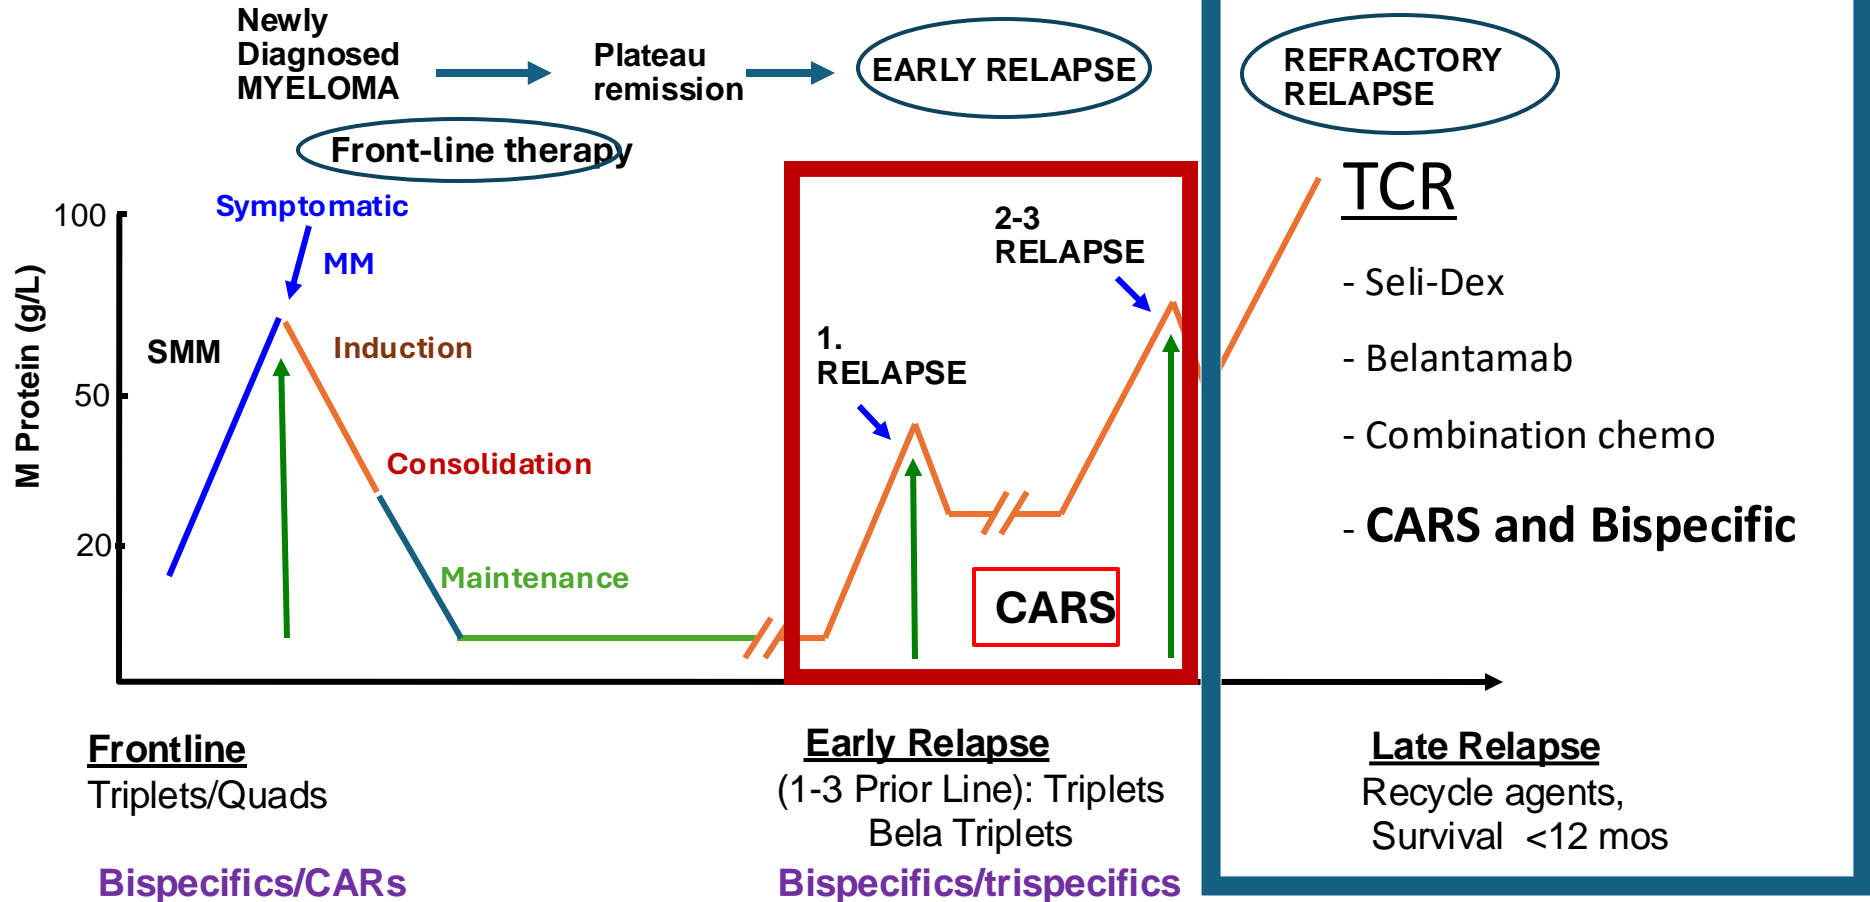 Newly
Diagnosed
MYELOMA
Plateau
remission
EARLY RELAPSE
REFRACTORY
RELAPSE
Front-line therapy
Symptomatic
MM
SMM
Induction
Consolidation
Maintenance
M Protein (g/L)
100
50
20
1.
RELAPSE
2-3
RELAPSE
CARS
TCR
- Seli-Dex
- Belantamab
- Combination chemo
- CARS and Bispecific
Frontline
Triplets/Quads
Bispecifics/CARs
Early Relapse
(1-3 Prior Line): Triplets
Bela Triplets
Bispecifics/trispecifics
Late Relapse
Recycle agents,
Survival <12 mos